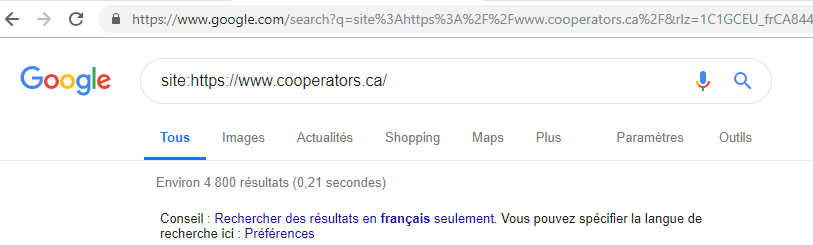 https://www.google.com/search?q=site%3Ahttps%3A%2F%2Fwww.cooperators.ca%2F&rlz=1C1GCEU_frCA844
Google site:https://www.cooperators.ca/
Tous Images Actualités Shopping Maps Plus Paramètres Outils
Environ 4 800 résultats (0,21 secondes)
Conseil : Rechercher des résultats en français seulement. Vous pouvez spécifier la langue de
recherche ici : Préférences